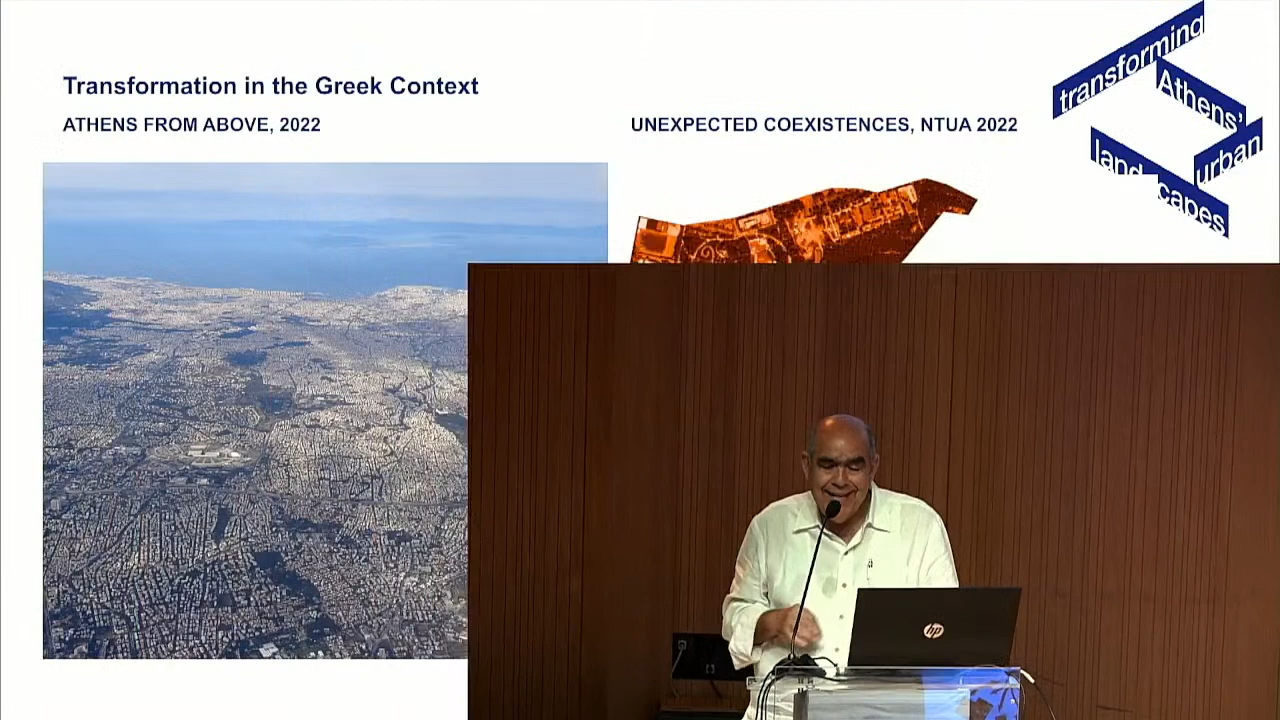 Transformation in the Greek Context
ATHENS FROM ABOVE, 2022
UNEXPECTED COEXISTENCES, NTUA 2022
transforming
Athens'
urban
landscapes
hp